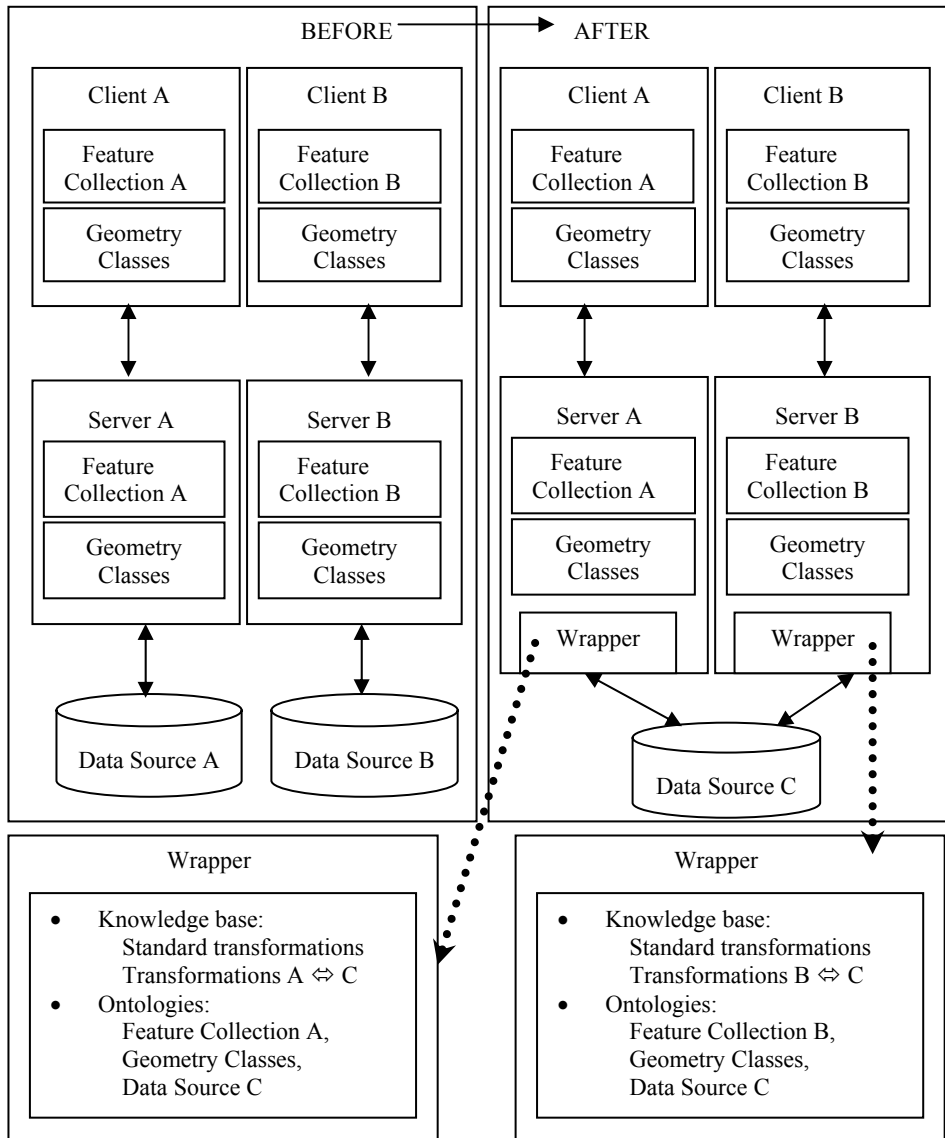 BEFORE
AFTER
Client A
Feature
Collection A
Geometry
Classes
Client B
Feature
Collection B
Geometry
Classes
Server A
Feature
Collection A
Geometry
Classes
Server B
Feature
Collection B
Geometry
Classes
Data Source A
Data Source B
Client A
Feature
Collection A
Geometry
Classes
Client B
Feature
Collection B
Geometry
Classes
Server A
Feature
Collection A
Geometry
Classes
Wrapper
Server B
Feature
Collection B
Geometry
Classes
Wrapper
Data Source C
Wrapper
• Knowledge base:
Standard transformations
Transformations A ⇔ C
• Ontologies:
Feature Collection A,
Geometry Classes,
Data Source C
Wrapper
• Knowledge base:
Standard transformations
Transformations B ⇔ C
• Ontologies:
Feature Collection B,
Geometry Classes,
Data Source C